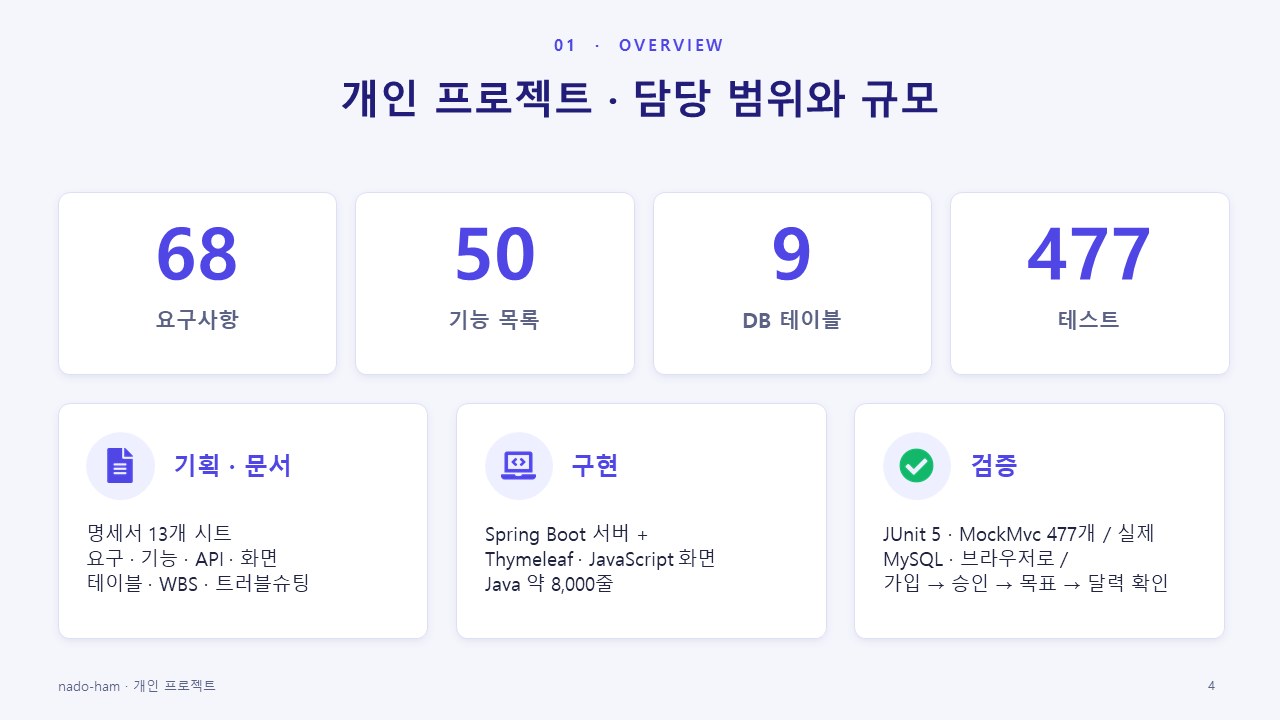 01 · OVERVIEW
개인 프로젝트 · 담당 범위와 규모
68
요구사항
50
기능 목록
9
DB 테이블
477
테스트
기획 · 문서
명세서 13개 시트
요구 · 기능 · API · 화면
테이블 · WBS · 트러블슈팅
구현
Spring Boot 서버 +
Thymeleaf · JavaScript 화면
Java 약 8,000줄
검증
JUnit 5 · MockMvc 477개 / 실제
MySQL · 브라우저로 /
가입 → 승인 → 목표 → 달력 확인
nado-ham · 개인 프로젝트
4